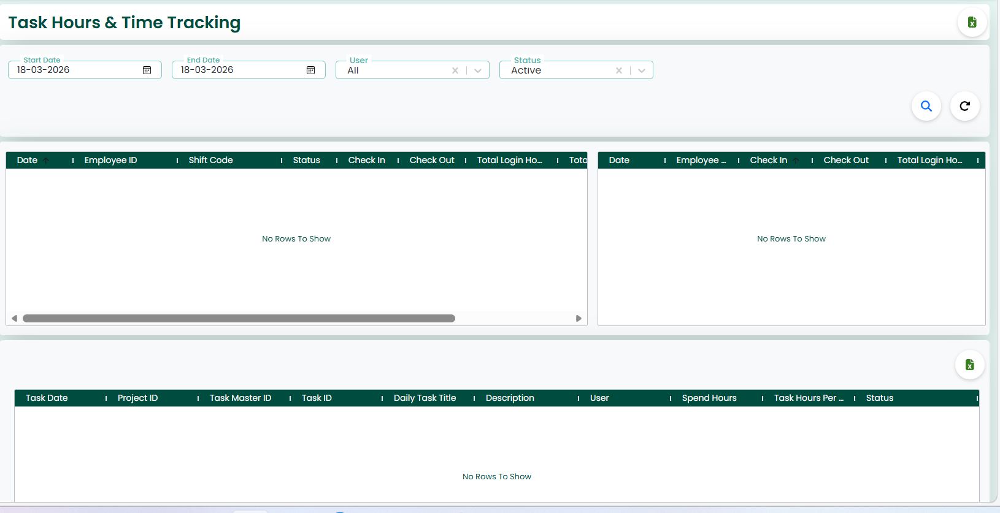 Task Hours & Time Tracking
Start Date
18-03-2026
End Date
18-03-2026
User
All
Status
Active
Date Employee ID Shift Code Status Check In Check Out Total Login Ho... Tota
No Rows To Show
Date Employee ... Check In Check Out Total Login Ho...
No Rows To Show
Task Date Project ID Task Master ID Task ID Daily Task Title Description User Spend Hours Task Hours Per ... Status
No Rows To Show